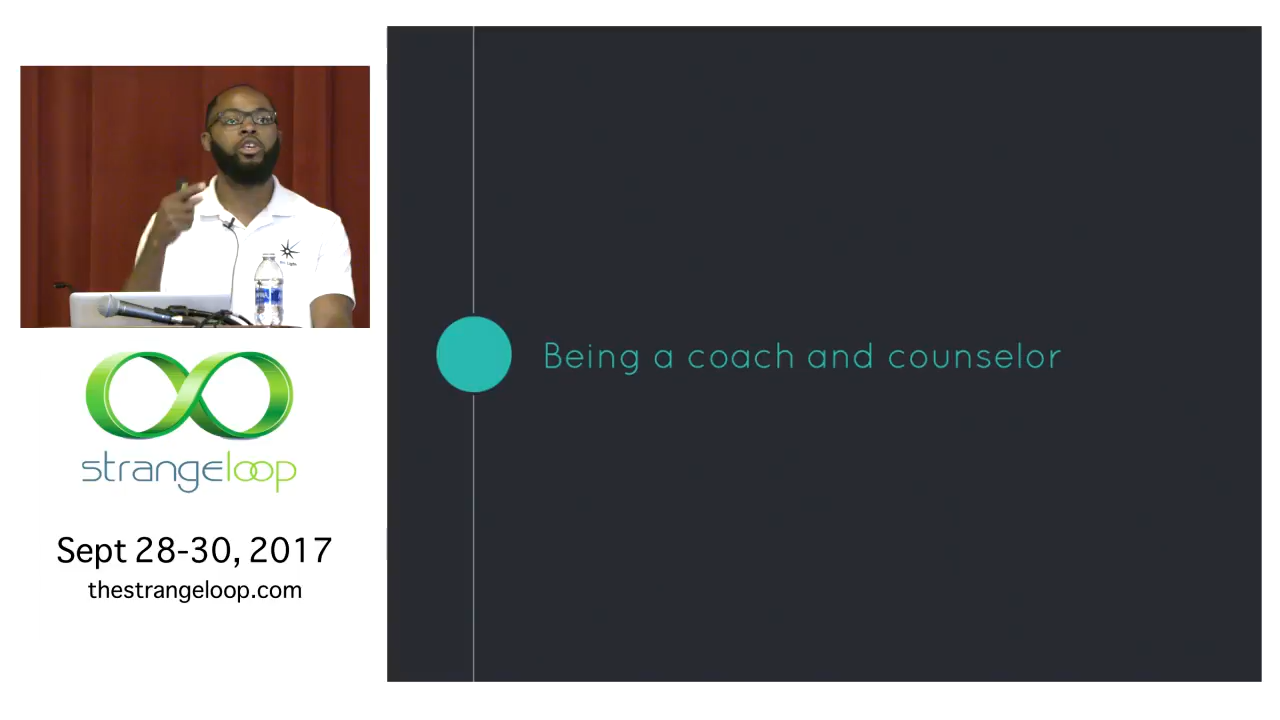 strangeloop
Sept 28-30, 2017
thestrangeloop.com
Being a coach and counselor